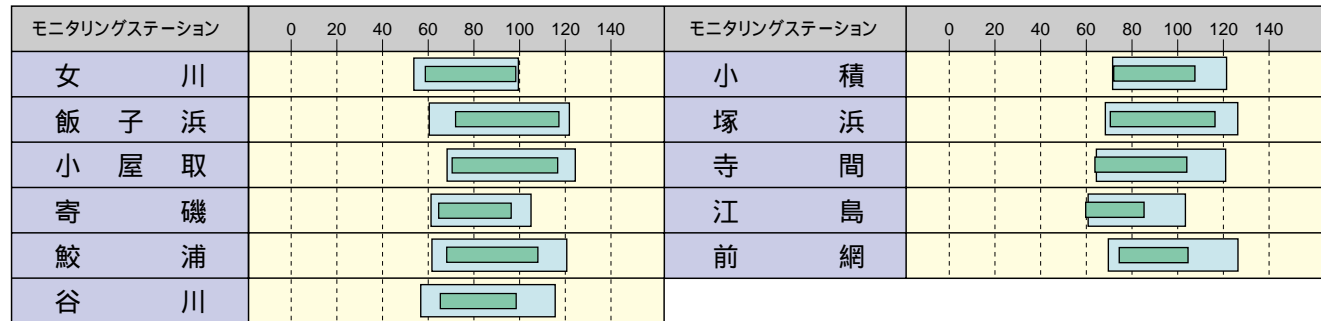 モニタリングステーション 0 20 40 60 80 100 120 140
女川
飯子浜
小屋取
寄磯
鮫浦
谷川
モニタリングステーション 0 20 40 60 80 100 120 140
小積
塚浜
寺間
江島
前網